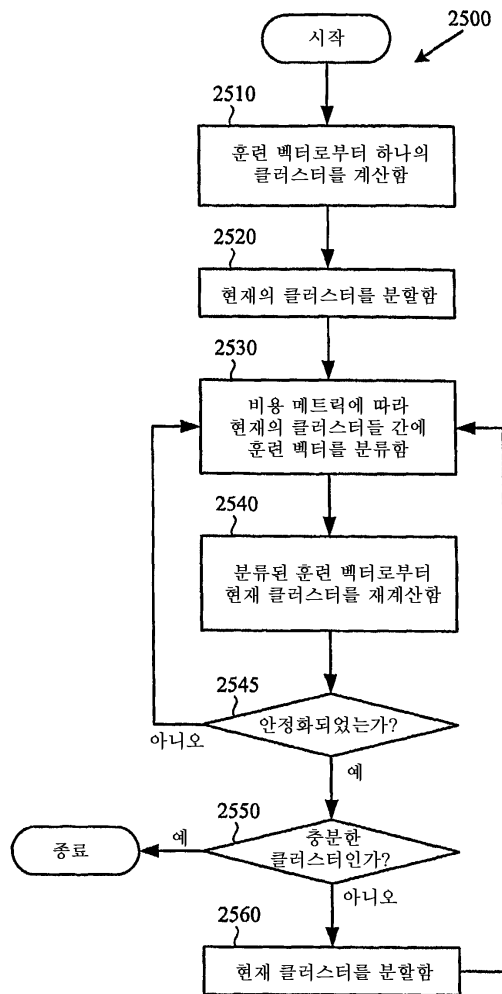 2500
시작
2510
훈련 벡터로부터 하나의
클러스터를 계산함
2520
현재의 클러스터를 분할함
2530
비용 메트릭에 따라
현재의 클러스터들 간에
훈련 벡터를 분류함
2540
분류된 훈련 벡터로부터
현재 클러스터를 재계산함
2545
안정화되었는가?
아니오
예
2550
충분한
클러스터인가?
예
종료
아니오
2560
현재 클러스터를 분할함